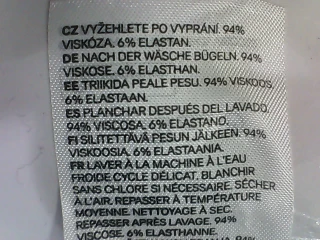 CZ VYŽEHLETE PO VYPRÁNÍ. 94%
VISKÓZA. 6% ELASTAN.
DE NACH DER WÄSCHE BÜGELN. 94%
VISKOSE. 6% ELASTHAN.
EE TRIIKIDA PEALE PESU. 94% VISKOOS.
6% ELASTAAN.
ES PLANCHAR DESPUÉS DEL LAVADO.
94% VISCOSA. 6% ELASTANO.
FI SILITETTÄVÄ PESUN JÄLKEEN. 94%
VISKOOSIA. 6% ELASTAANIA.
FR LAVER À LA MACHINE À L'EAU
FROIDE CYCLE DÉLICAT. BLANCHIR
SANS CHLORE SI NÉCESSAIRE. SÉCHER
À L'AIR. REPASSER À TEMPÉRATURE
MOYENNE. NETTOYAGE À SEC.
REPASSER APRÈS LAVAGE. 94%
VISCOSE. 6% ELASTHANNE.